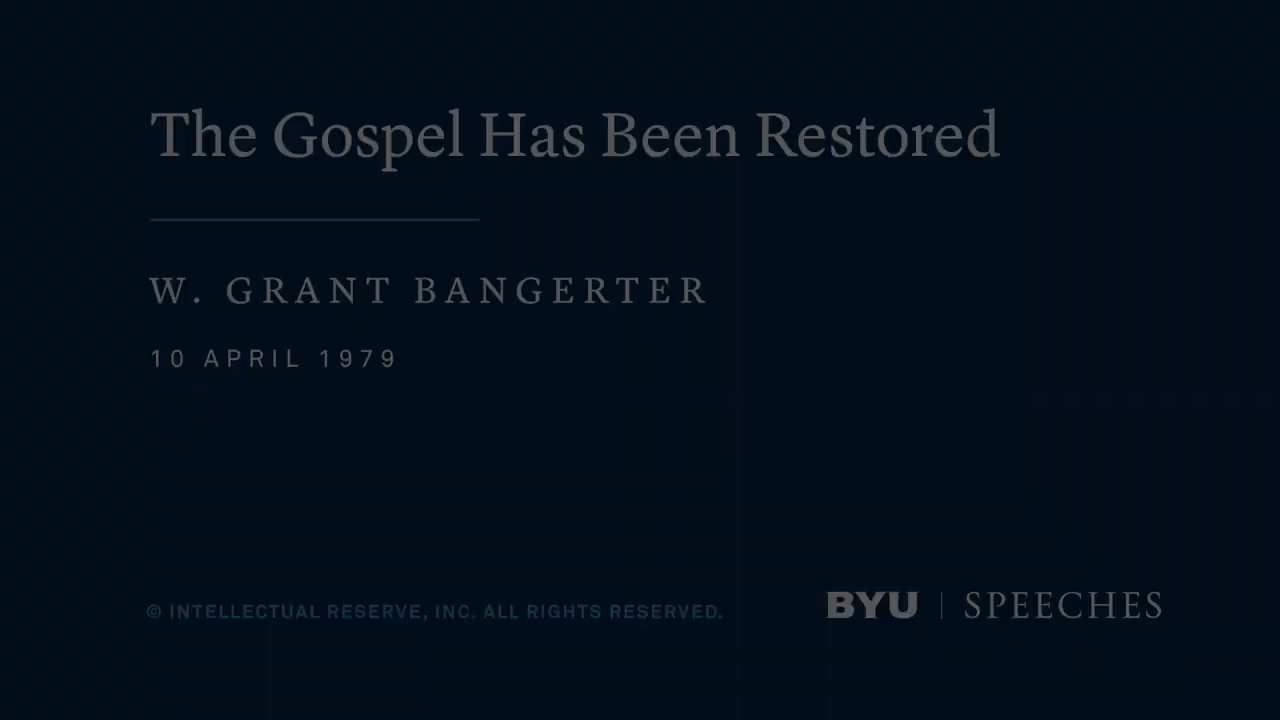 The Gospel Has Been Restored
W. GRANT BANGERTER
10 APRIL 1979
© INTELLECTUAL RESERVE, INC. ALL RIGHTS RESERVED.
BYU | SPEECHES